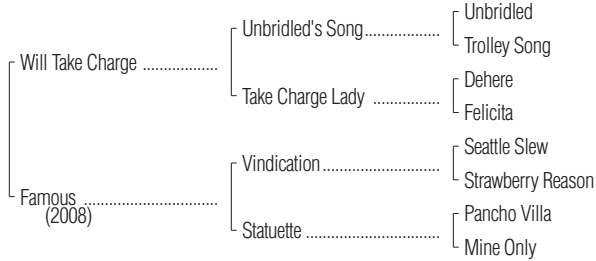 Unbridled
Unbridled's Song
Trolley Song
Will Take Charge
Dehere
Take Charge Lady
Felicita
Seattle Slew
Vindication
Strawberry Reason
Famous
(2008)
Pancho Villa
Statuette
Mine Only